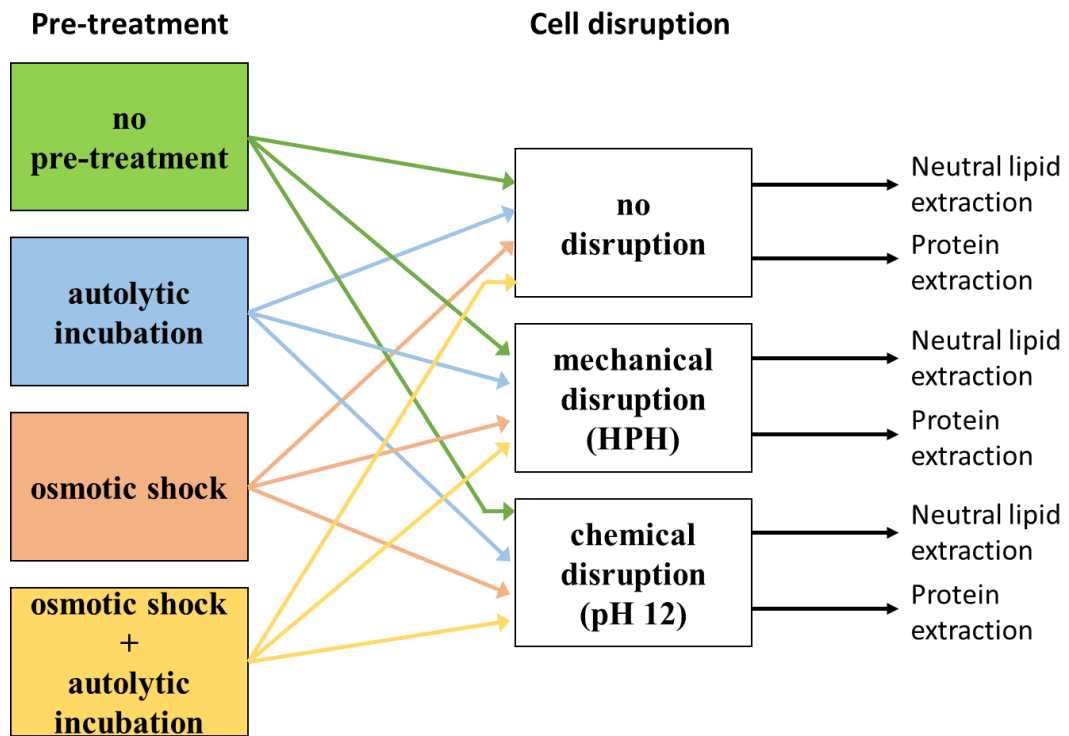 Pre-treatment
Cell disruption
no
pre-treatment
autolytic
incubation
osmotic shock
osmotic shock
+
autolytic
incubation
no
disruption
mechanical
disruption
(HPH)
chemical
disruption
(pH 12)
Neutral lipid
extraction
Protein
extraction
Neutral lipid
extraction
Protein
extraction
Neutral lipid
extraction
Protein
extraction